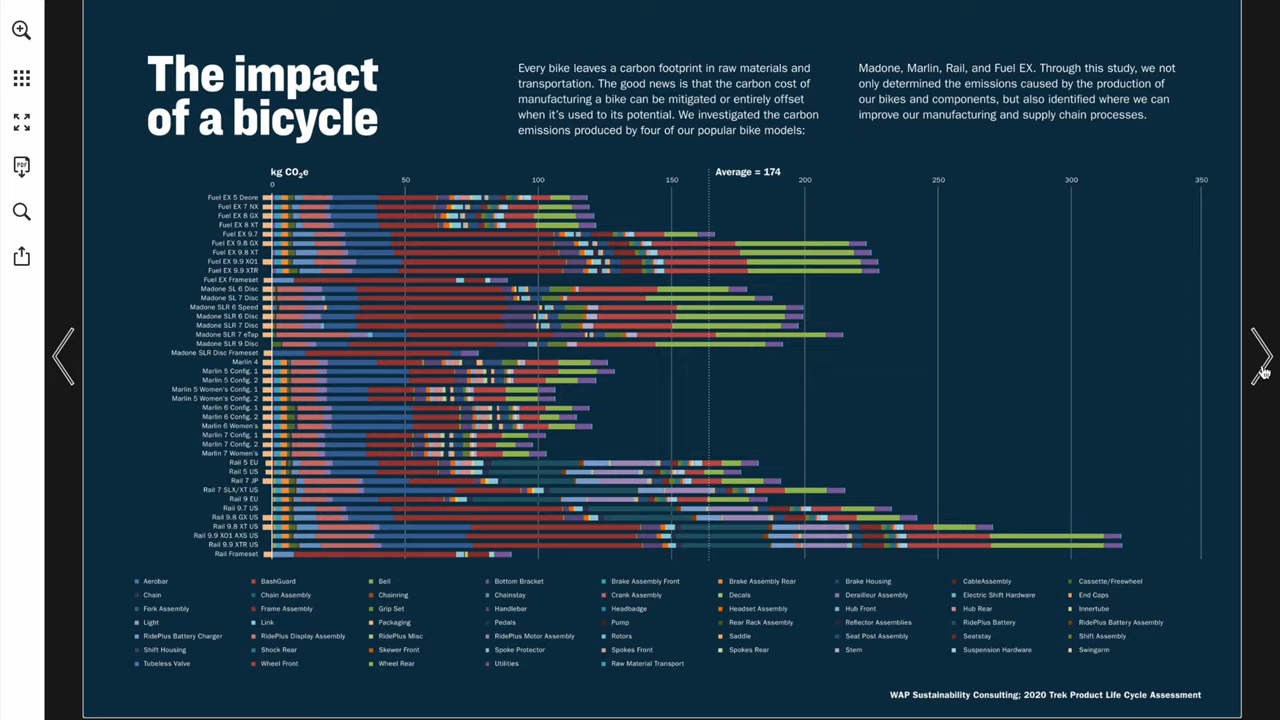 The impact
of a bicycle
Every bike leaves a carbon footprint in raw materials and
transportation. The good news is that the carbon cost of
manufacturing a bike can be mitigated or entirely offset
when it's used to its potential. We investigated the carbon
emissions produced by four of our popular bike models:
Madone, Marlin, Rail, and Fuel EX. Through this study, we not
only determined the emissions caused by the production of
our bikes and components, but also identified where we can
improve our manufacturing and supply chain processes.
kg CO2e
Average = 174
0 50 100 150 200 250 300 350
Fuel EX 5 Deore
Fuel EX 7 NX
Fuel EX 8 GX
Fuel EX 8 XT
Fuel EX 9.7
Fuel EX 9.8 GX
Fuel EX 9.8 XT
Fuel EX 9.9 XO1
Fuel EX 9.9 XTR
Fuel EX Frameset
Madone SL 6 Disc
Madone SL 7 Disc
Madone SLR 6 Speed
Madone SLR 6 Disc
Madone SLR 7 Disc
Madone SLR 7 eTap
Madone SLR 9 Disc
Madone SLR Disc Frameset
Marlin 4
Marlin 5 Config. 1
Marlin 5 Config. 2
Marlin 5 Women's Config. 1
Marlin 5 Women's Config. 2
Marlin 6 Config. 1
Marlin 6 Config. 2
Marlin 6 Women's
Marlin 7 Config. 1
Marlin 7 Config. 2
Marlin 7 Women's
Rail 5 EU
Rail 5 US
Rail 7 JP
Rail 7 SLX/XT US
Rail 9 EU
Rail 9.7 US
Rail 9.8 GX US
Rail 9.8 XT US
Rail 9.9 X01 AXS US
Rail 9.9 XTR US
Rail Frameset
Aerobar BashGuard Bell Bottom Bracket Brake Assembly Front Brake Assembly Rear Brake Housing CableAssembly Cassette/Freewheel
Chain Chain Assembly Chainring Chainstay Crank Assembly Decals Derailleur Assembly Electric Shift Hardware End Caps
Fork Assembly Frame Assembly Grip Set Handlebar Headbadge Headset Assembly Hub Front Hub Rear Innertube
Light Link Packaging Pedals Pump Rear Rack Assembly Reflector Assemblies RidePlus Battery RidePlus Battery Assembly
RidePlus Battery Charger RidePlus Display Assembly RidePlus Misc RidePlus Motor Assembly Rotors Saddle Seat Post Assembly Seatstay Shift Assembly
Shift Housing Shock Rear Skewer Front Spoke Protector Spokes Front Spokes Rear Stem Suspension Hardware Swingarm
Tubeless Valve Wheel Front Wheel Rear Utilities Raw Material Transport
WAP Sustainability Consulting; 2020 Trek Product Life Cycle Assessment
PDF